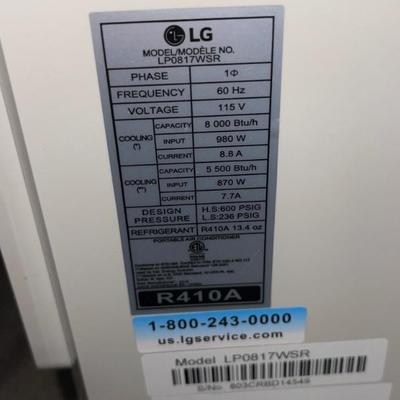 LG
MODEL/MODÈLE NO.
LP0817WSR
PHASE 1Φ
FREQUENCY 60 Hz
VOLTAGE 115 V
COOLING (*) CAPACITY 8 000 Btu/h
INPUT 980 W
CURRENT 8.8 A
COOLING (**) CAPACITY 5 500 Btu/h
INPUT 870 W
CURRENT 7.7A
DESIGN PRESSURE H.S:600 PSIG
L.S:236 PSIG
REFRIGERANT R410A 13.4 oz
PORTABLE AIR CONDITIONER
R410A
1-800-243-0000
us.lgservice.com
Model LP0817WSR
S/No 803CRBD14549